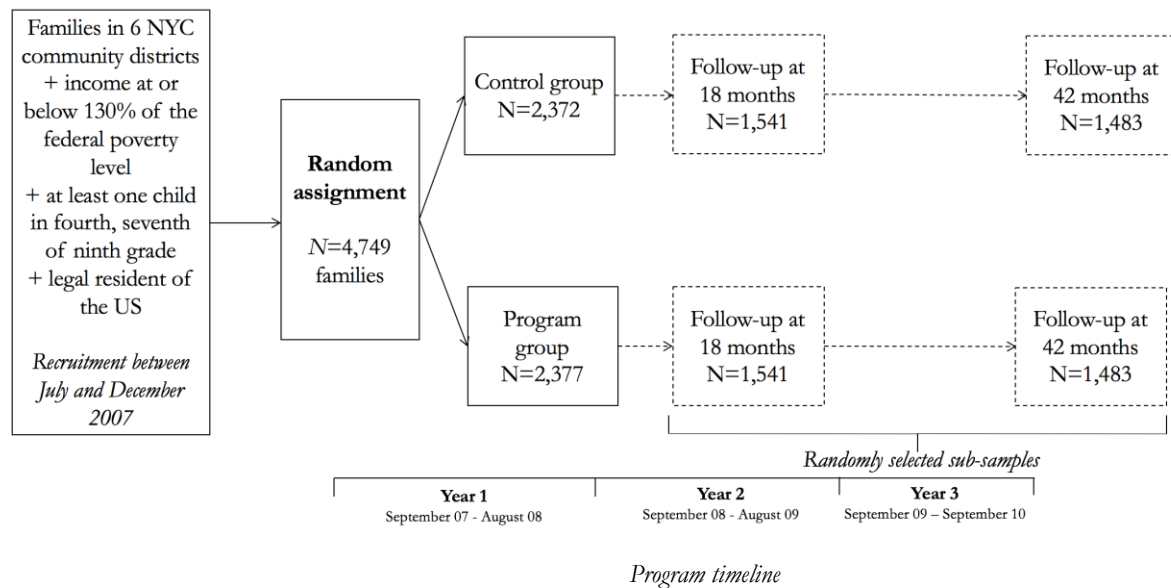 Families in 6 NYC
community districts
+ income at or
below 130% of the
federal poverty
level
+ at least one child
in fourth, seventh
of ninth grade
+ legal resident of
the US
Recruitment between
July and December
2007
Random
assignment
N=4,749
families
Control group
N=2,372
Follow-up at
18 months
N=1,541
Follow-up at
42 months
N=1,483
Program
group
N=2,377
Follow-up at
18 months
N=1,541
Follow-up at
42 months
N=1,483
Randomly selected sub-samples
Year 1
September 07 - August 08
Year 2
September 08 - August 09
Year 3
September 09 – September 10
Program timeline